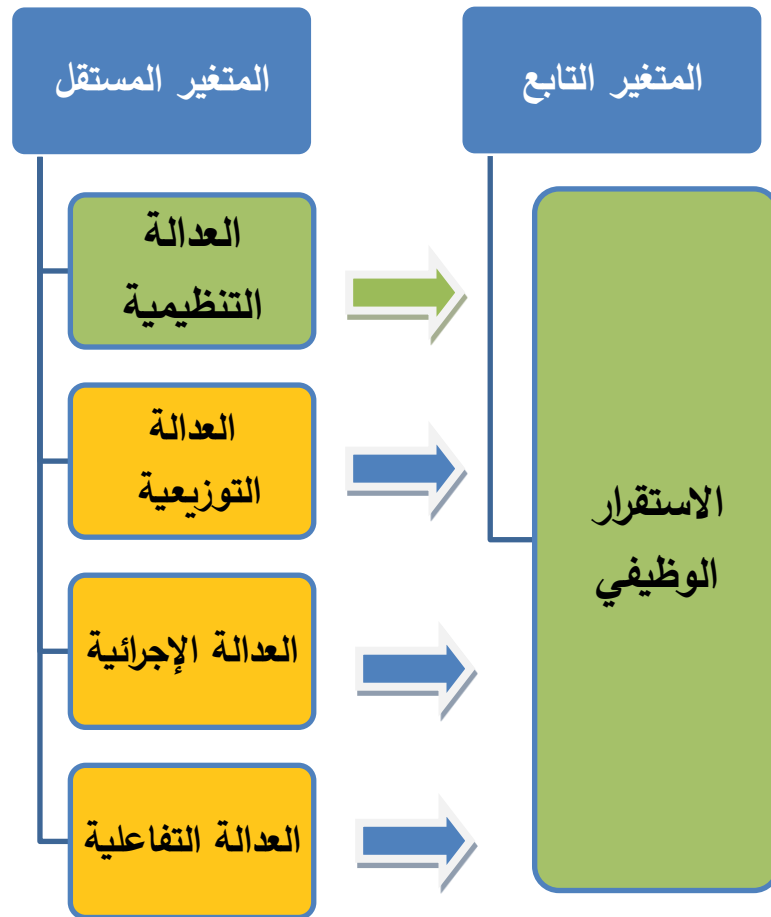 المتغير المستقل
المتغير التابع
العدالة
التنظيمية
العدالة
التوزيعية
العدالة الإجرائية
العدالة التفاعلية
الاستقرار
الوظيفي